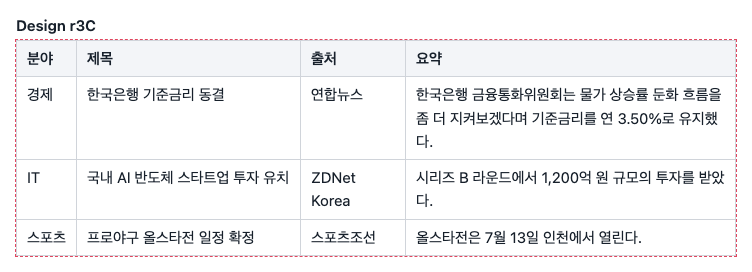 Design r3C
분야 제목 출처 요약
경제 한국은행 기준금리 동결 연합뉴스 한국은행 금융통화위원회는 물가 상승률 둔화 흐름을
좀 더 지켜보겠다며 기준금리를 연 3.50%로 유지했
다.
IT 국내 AI 반도체 스타트업 투자 유치 ZDNet 시리즈 B 라운드에서 1,200억 원 규모의 투자를 받았
Korea 다.
스포츠 프로야구 올스타전 일정 확정 스포츠조선 올스타전은 7월 13일 인천에서 열린다.